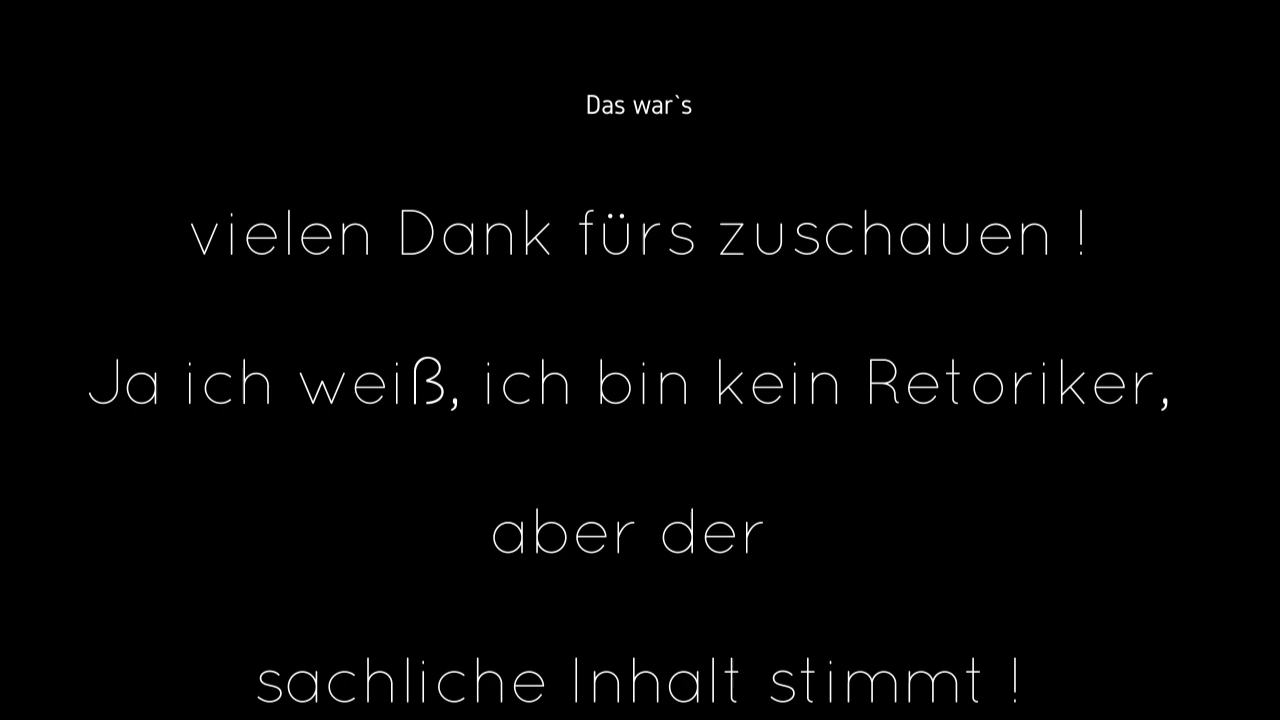 Das war`s
vielen Dank fürs zuschauen !
Ja ich weiß, ich bin kein Retoriker,
aber der
sachliche Inhalt stimmt !